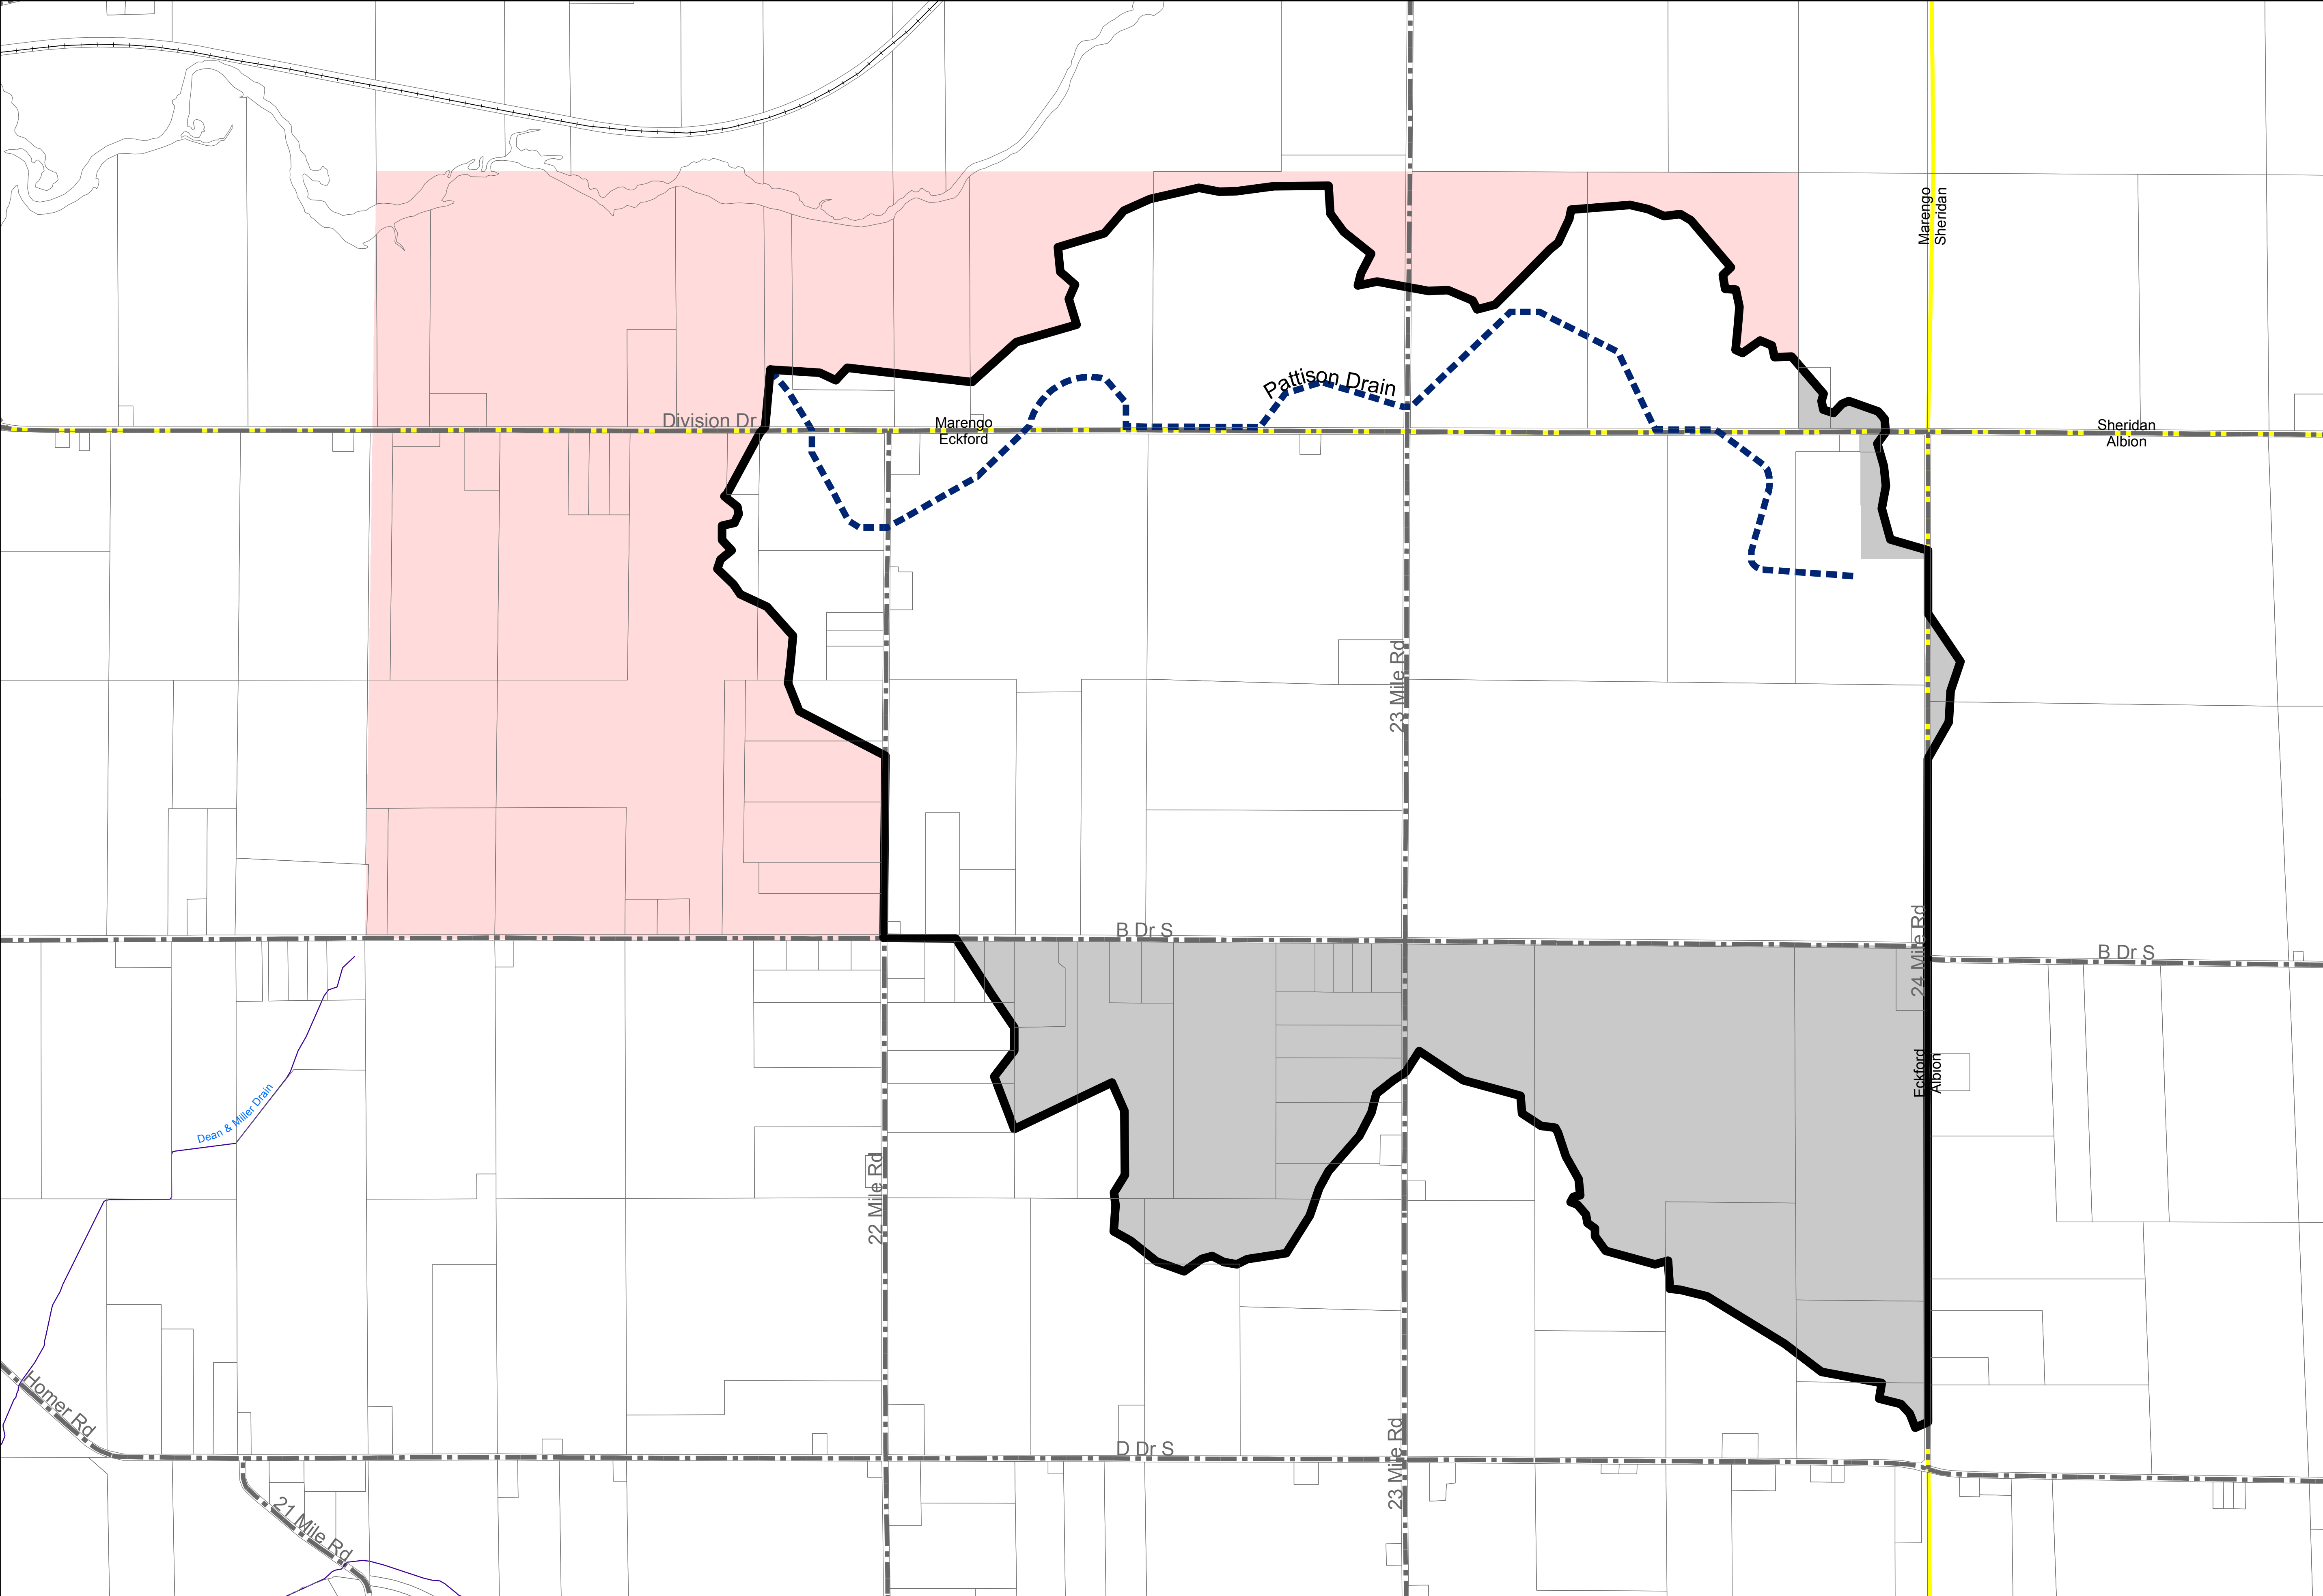 Marengo
Sheridan
Pattison Drain
Division Dr
Marengo
Eckford
Sheridan
Albion
23 Mile Rd
B Dr S
24 Mile Rd
B Dr S
Eckford
Albion
Dean & Miller Drain
22 Mile Rd
Homer Rd
D Dr S
23 Mile Rd
21 Mile Rd